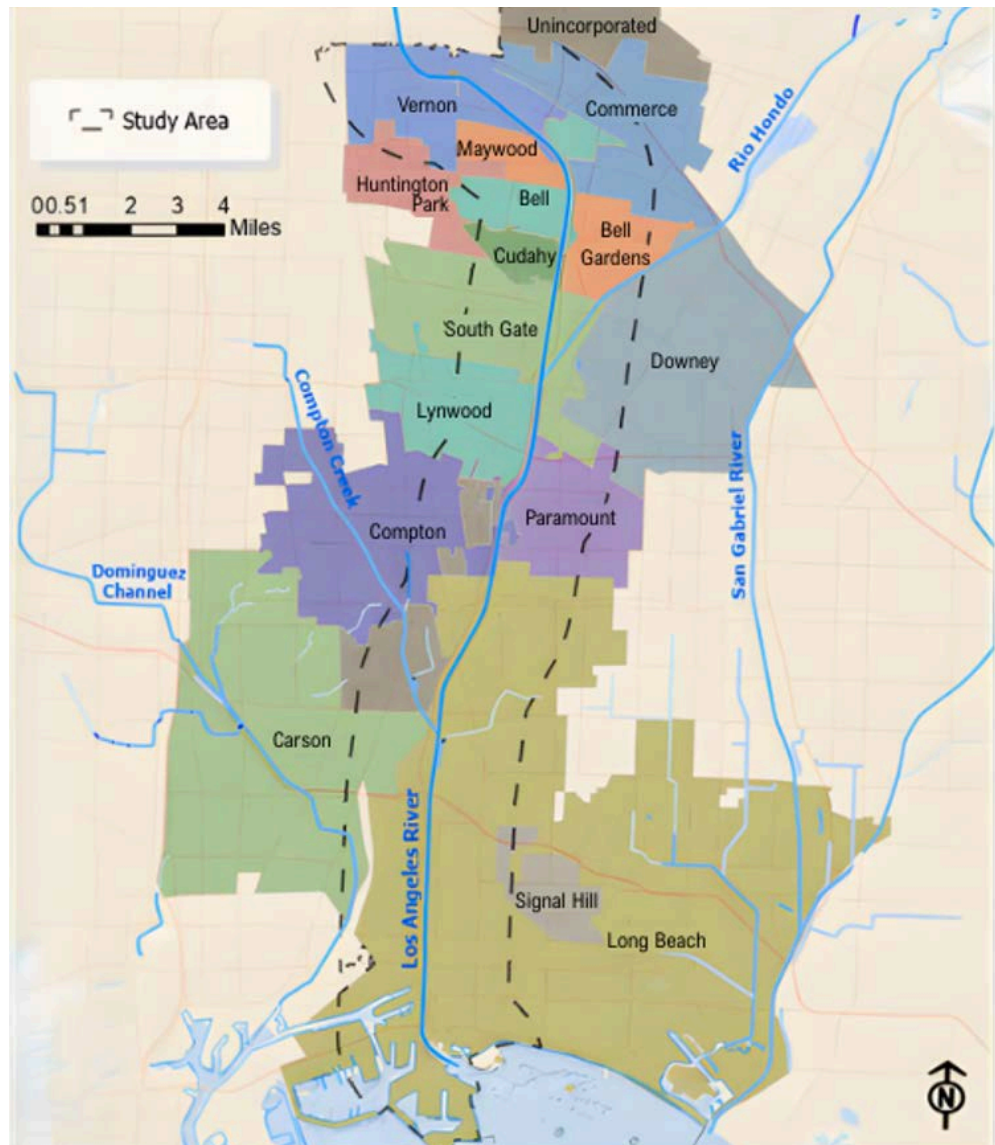 Unincorporated
Study Area
Vernon
Commerce
Rio Hondo
Maywood
Huntington
Park
Bell
Bell
Gardens
Cudahy
00.51 2 3 4
Miles
South Gate
Downey
Lynwood
Compton Creek
Compton
Paramount
San Gabriel River
Dominguez
Channel
Carson
Los Angeles River
Signal Hill
Long Beach
N